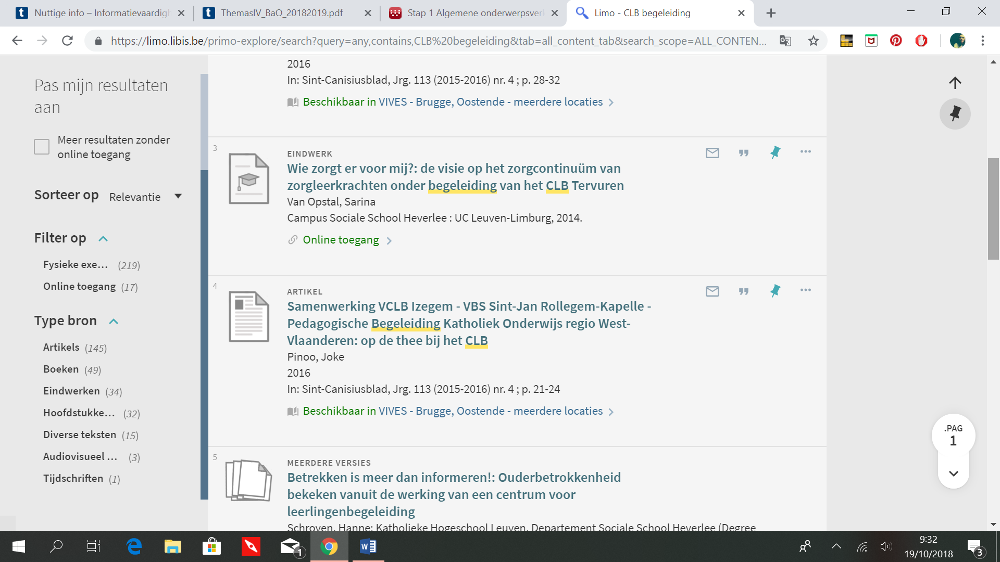 Nuttige info – Informatievaardigh
ThemasIV_BaO_20182019.pdf
Stap 1 Algemene onderwerpsverk
Limo - CLB begeleiding
https://limo.libis.be/primo-explore/search?query=any,contains,CLB%20begeleiding&tab=all_content_tab&search_scope=ALL_CONTEN...
Pas mijn resultaten
aan
Meer resultaten zonder
online toegang
Sorteer op Relevantie
Filter op
Fysieke exe... (219)
Online toegang (17)
Type bron
Artikels (145)
Boeken (49)
Eindwerken (34)
Hoofdstukke... (32)
Diverse teksten (15)
Audiovisueel ... (3)
Tijdschriften (1)
2016
In: Sint-Canisiusblad, Jrg. 113 (2015-2016) nr. 4 ; p. 28-32
Beschikbaar in VIVES - Brugge, Oostende - meerdere locaties
3
EINDWERK
Wie zorgt er voor mij?: de visie op het zorgcontinuüm van
zorgleerkrachten onder begeleiding van het CLB Tervuren
Van Opstal, Sarina
Campus Sociale School Heverlee : UC Leuven-Limburg, 2014.
Online toegang
4
ARTIKEL
Samenwerking VCLB Izegem - VBS Sint-Jan Rollegem-Kapelle -
Pedagogische Begeleiding Katholiek Onderwijs regio West-
Vlaanderen: op de thee bij het CLB
Pinoo, Joke
2016
In: Sint-Canisiusblad, Jrg. 113 (2015-2016) nr. 4 ; p. 21-24
Beschikbaar in VIVES - Brugge, Oostende - meerdere locaties
5
MEERDERE VERSIES
Betrekken is meer dan informeren!: Ouderbetrokkenheid
bekeken vanuit de werking van een centrum voor
leerlingenbegeleiding
Schroven, Hanne; Katholieke Hogeschool Leuven. Departement Sociale School Heverlee (Degree
.PAG
1
1
9:32
19/10/2018
3